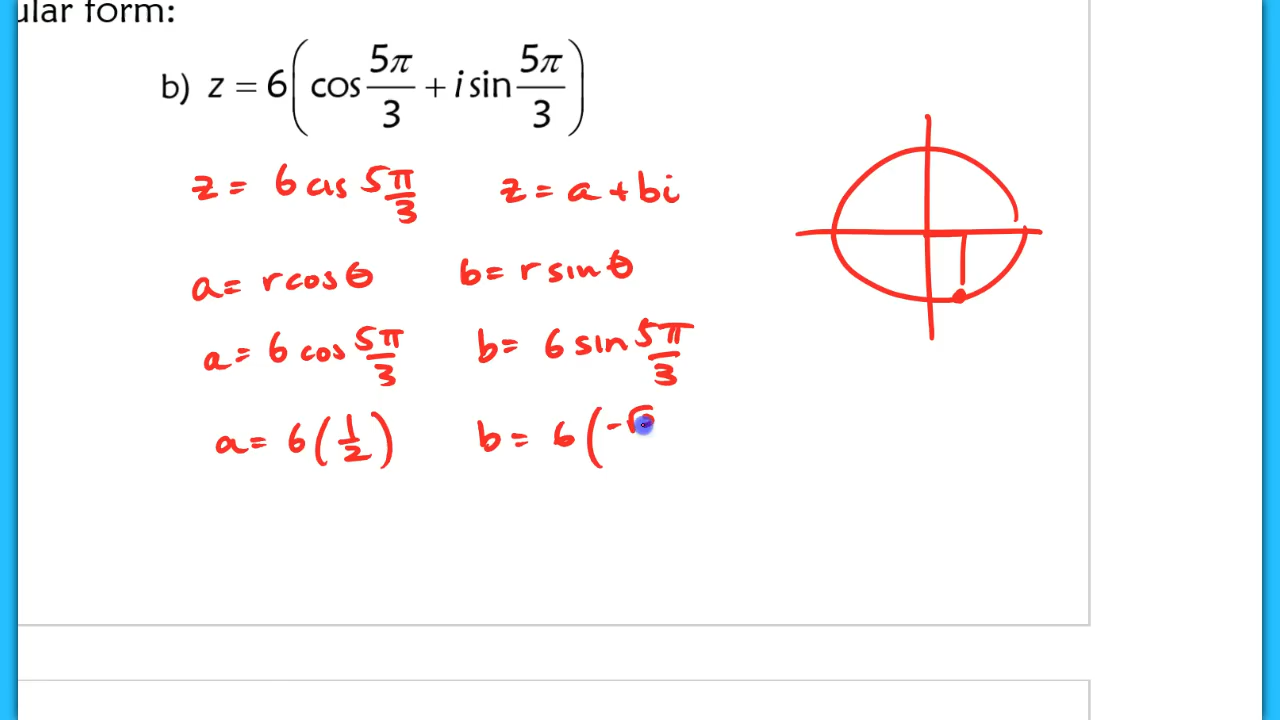 ular form:
b) z = 6(cos 5π/3 + i sin 5π/3)
z = 6 cis 5π/3 z = a + bi
a = r cos θ b = r sin θ
a = 6 cos 5π/3 b = 6 sin 5π/3
a = 6 (1/2) b = 6 (-√